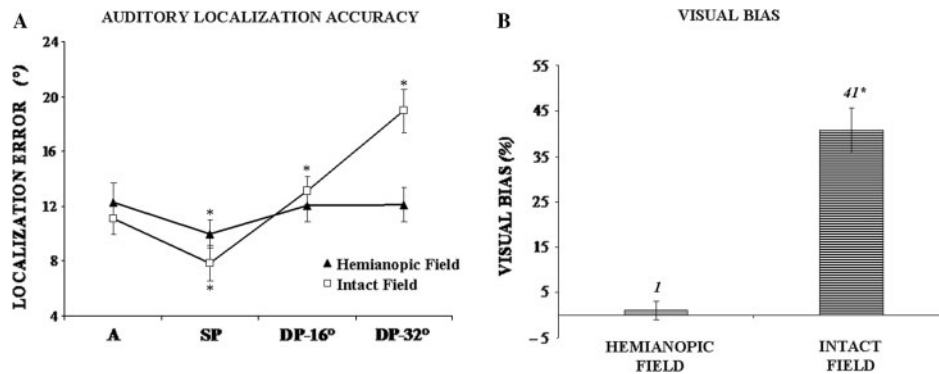 A
AUDITORY LOCALIZATION ACCURACY
LOCALIZATION ERROR (°)
24
20
16
12
8
4
*
*
*
*
▲ Hemianopic Field
□ Intact Field
A SP DP-16° DP-32°
B
VISUAL BIAS
VISUAL BIAS (%)
55
45
35
25
15
5
–5
1
41*
HEMIANOPIC
FIELD
INTACT
FIELD